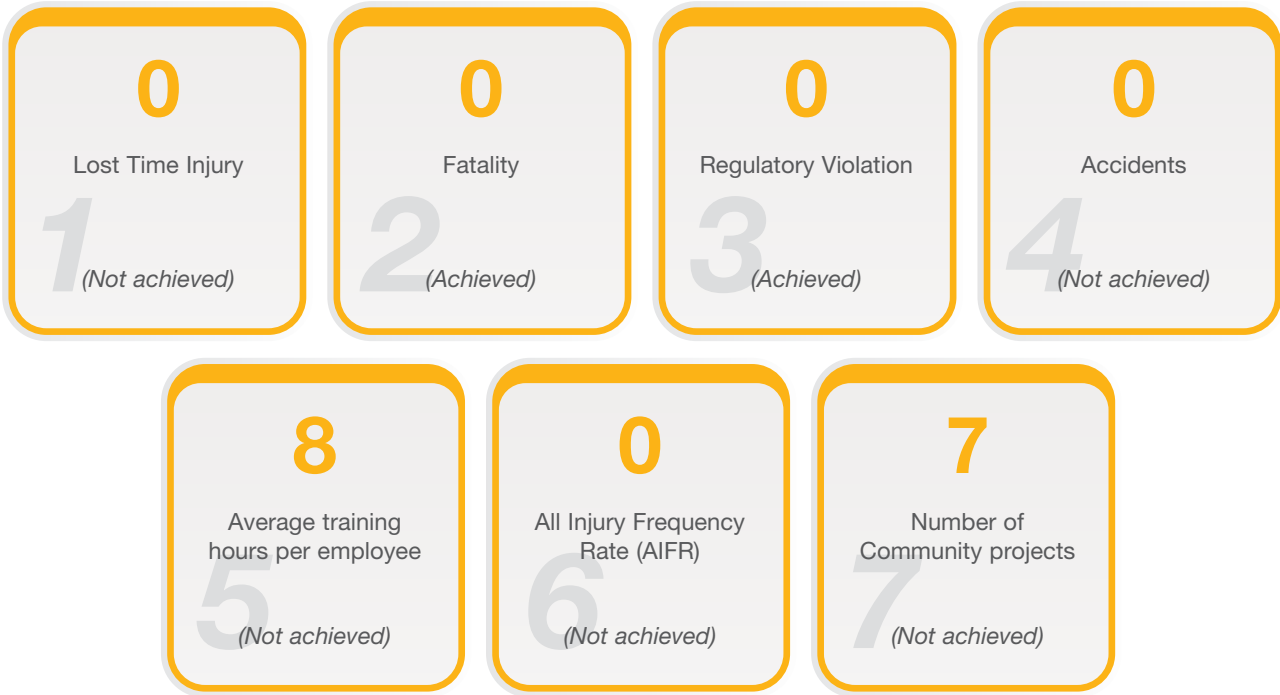 0
Lost Time Injury
1
(Not achieved)
0
Fatality
2
(Achieved)
0
Regulatory Violation
3
(Achieved)
0
Accidents
4
(Not achieved)
8
Average training
hours per employee
5
(Not achieved)
0
All Injury Frequency
Rate (AIFR)
6
(Not achieved)
7
Number of
Community projects
7
(Not achieved)